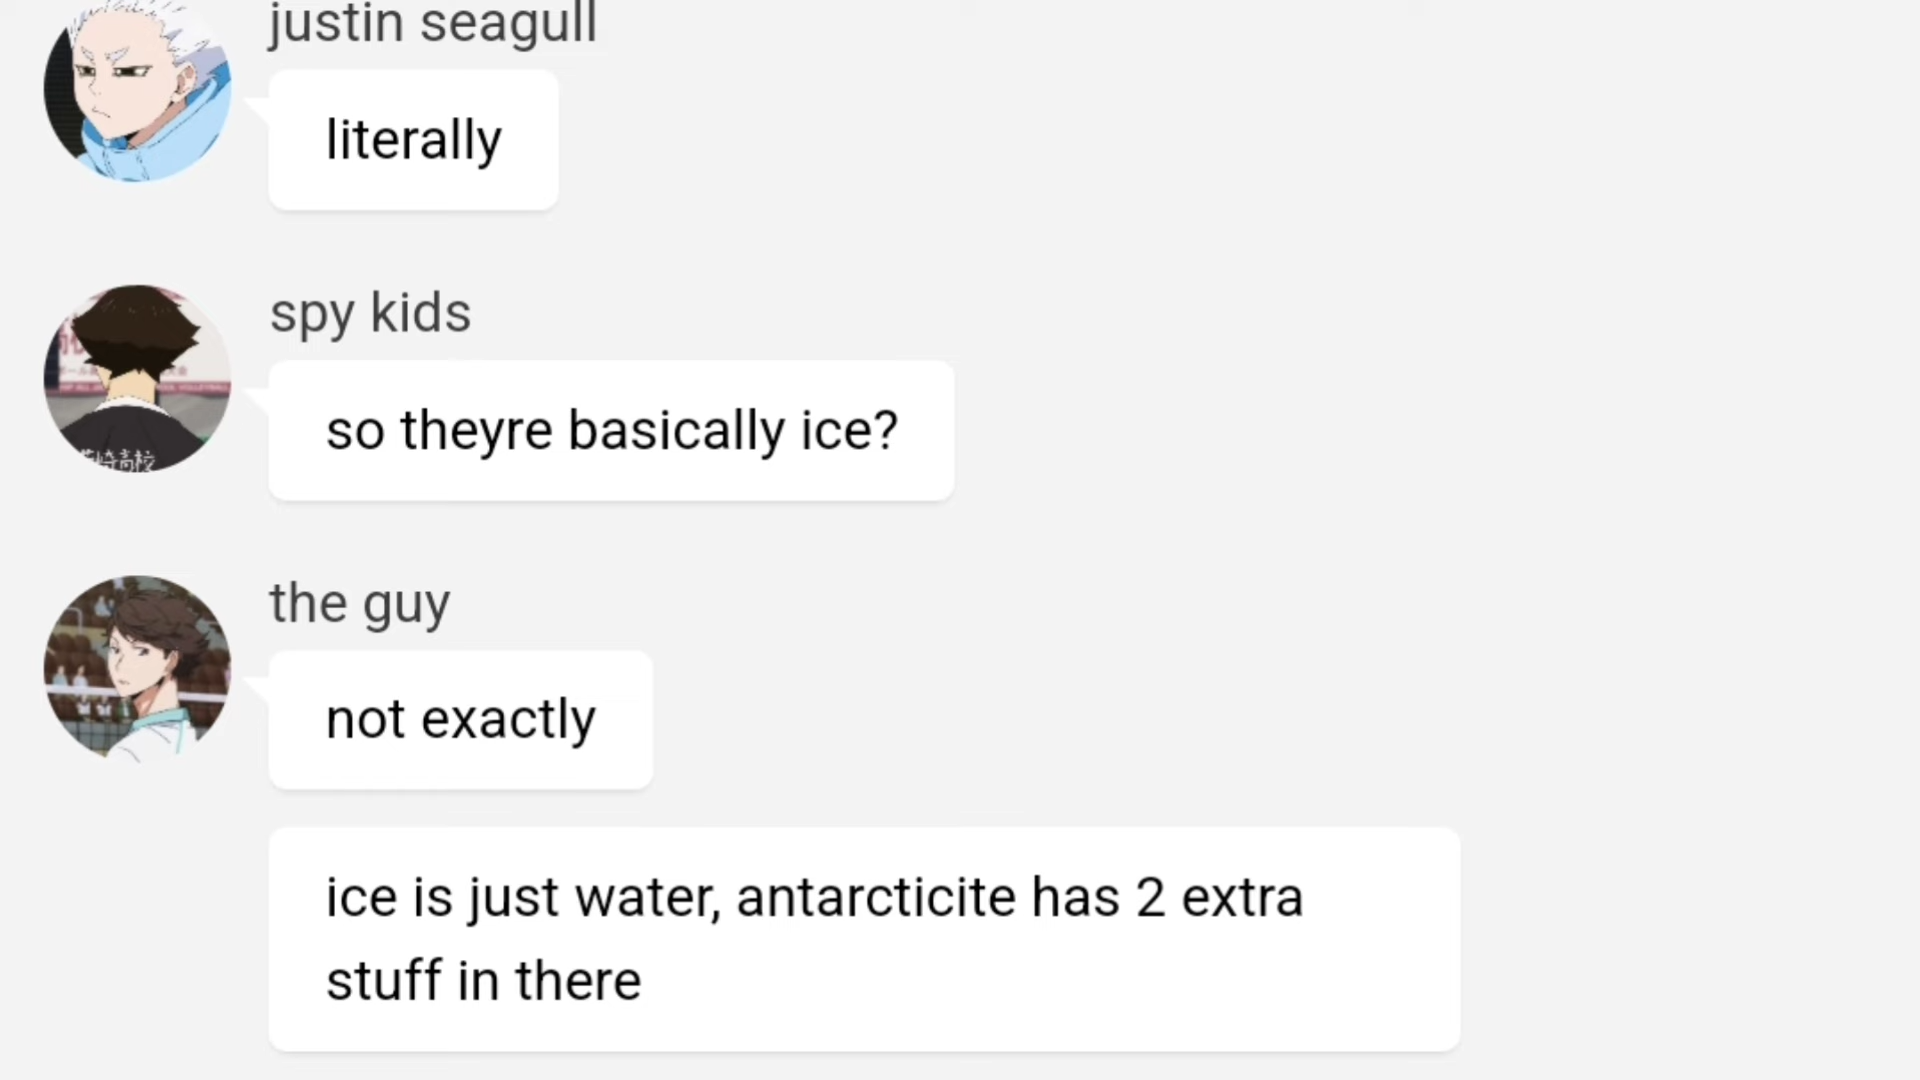 justin seagull
literally
spy kids
so theyre basically ice?
the guy
not exactly
ice is just water, antarcticite has 2 extra
stuff in there